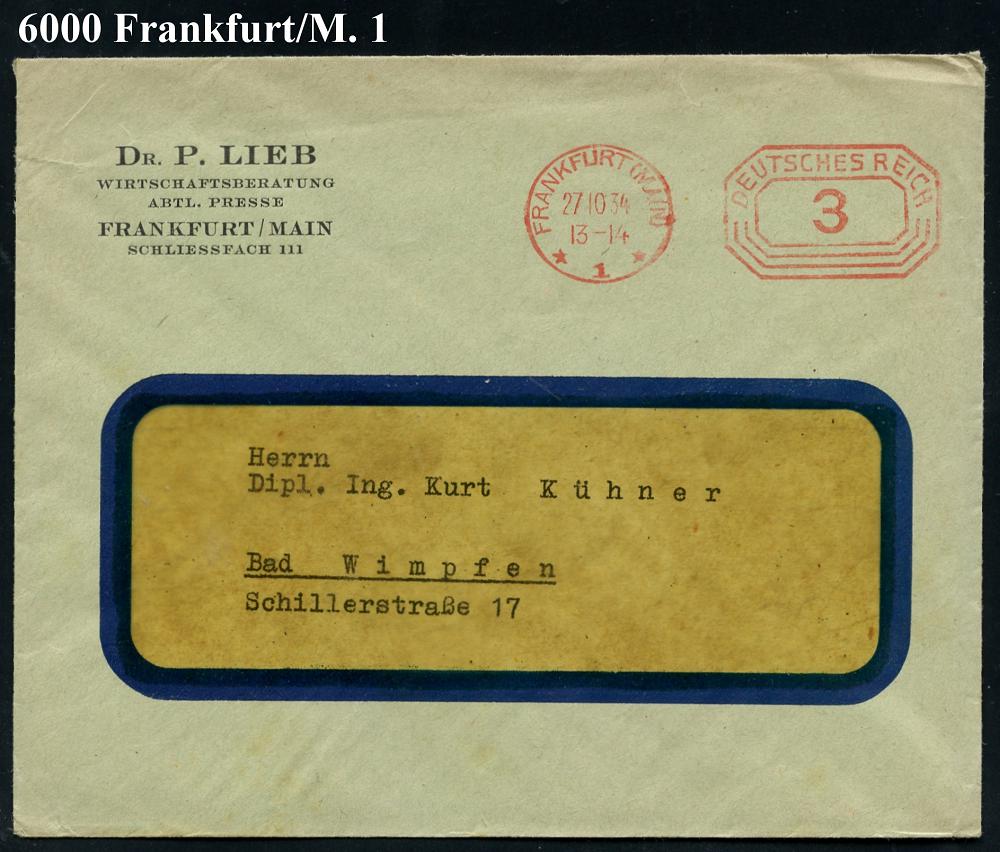 6000 Frankfurt/M. 1
DR. P. LIEB
WIRTSCHAFTSBERATUNG
ABTL. PRESSE
FRANKFURT/MAIN
SCHLIESSFACH 111
FRANKFURT (MAIN)
27.10.34
13-14
★ 1 ★
DEUTSCHES REICH
3
Herrn
Dipl. Ing. Kurt Kühner
Bad Wimpfen
Schillerstraße 17